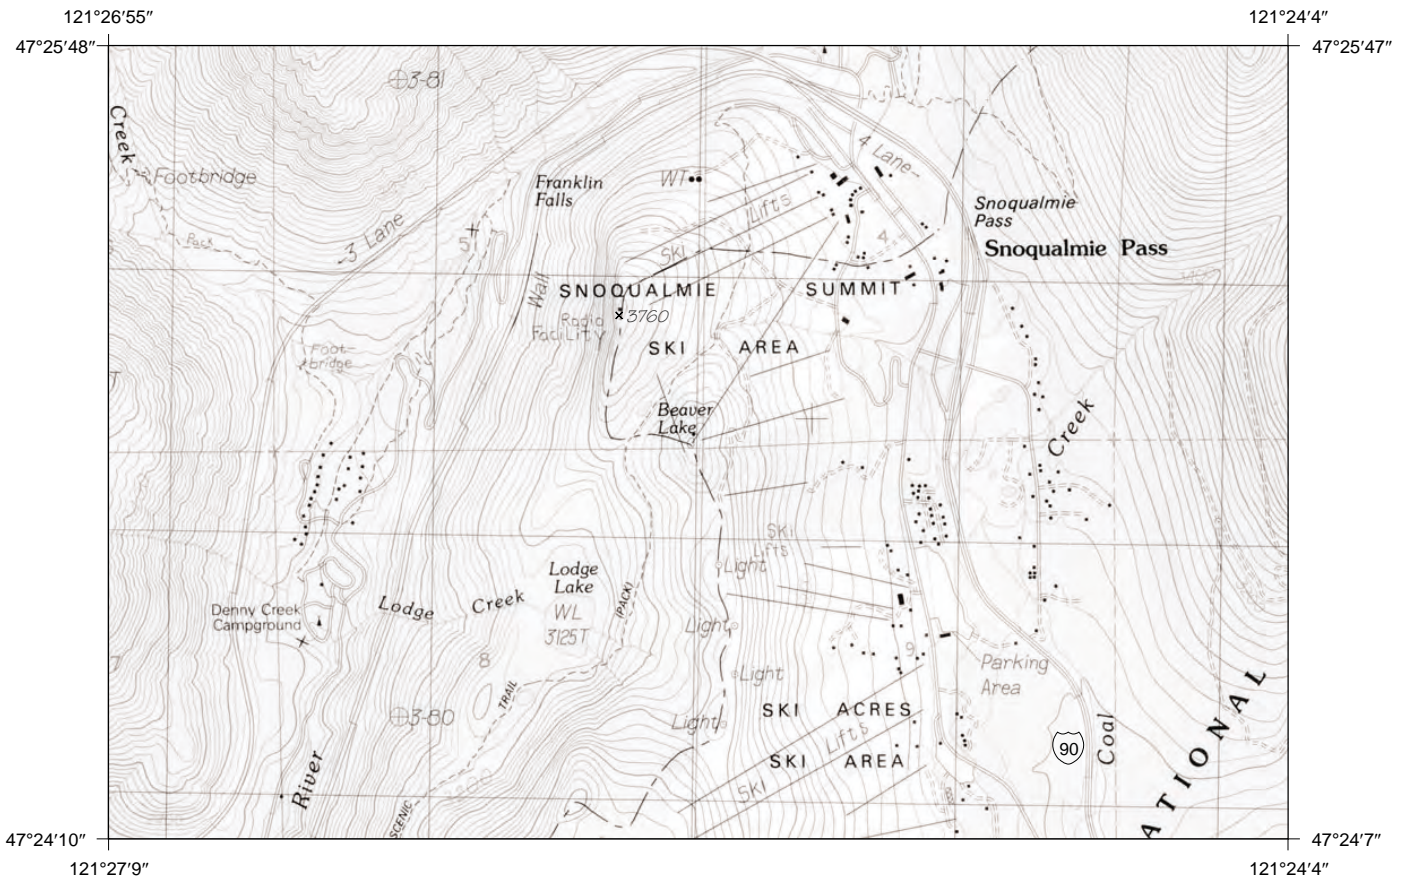 121°26′55″
121°24′4″
47°25′48″
47°25′47″
3-81
Creek
Footbridge
Pack
3 Lane
5
Franklin
Falls
WT
Lifts
SKI
4 Lane
4
Snoqualmie
Pass
Snoqualmie Pass
Wall
SNOQUALMIE SUMMIT
Radio
Facility
3760
SKI AREA
Foot-
bridge
Beaver
Lake
Creek
Ski
Lifts
Light
Lodge
Lake
WL
3125T
(PACK)
Denny Creek
Campground
Lodge Creek
Light
7
8
9
Parking
Area
Light
TRAIL
3-80
Light
SKI ACRES
Lifts
SKI AREA
SKI
90
Coal
ATIONAL
River
SCENIC
47°24′10″
47°24′7″
121°27′9″
121°24′4″